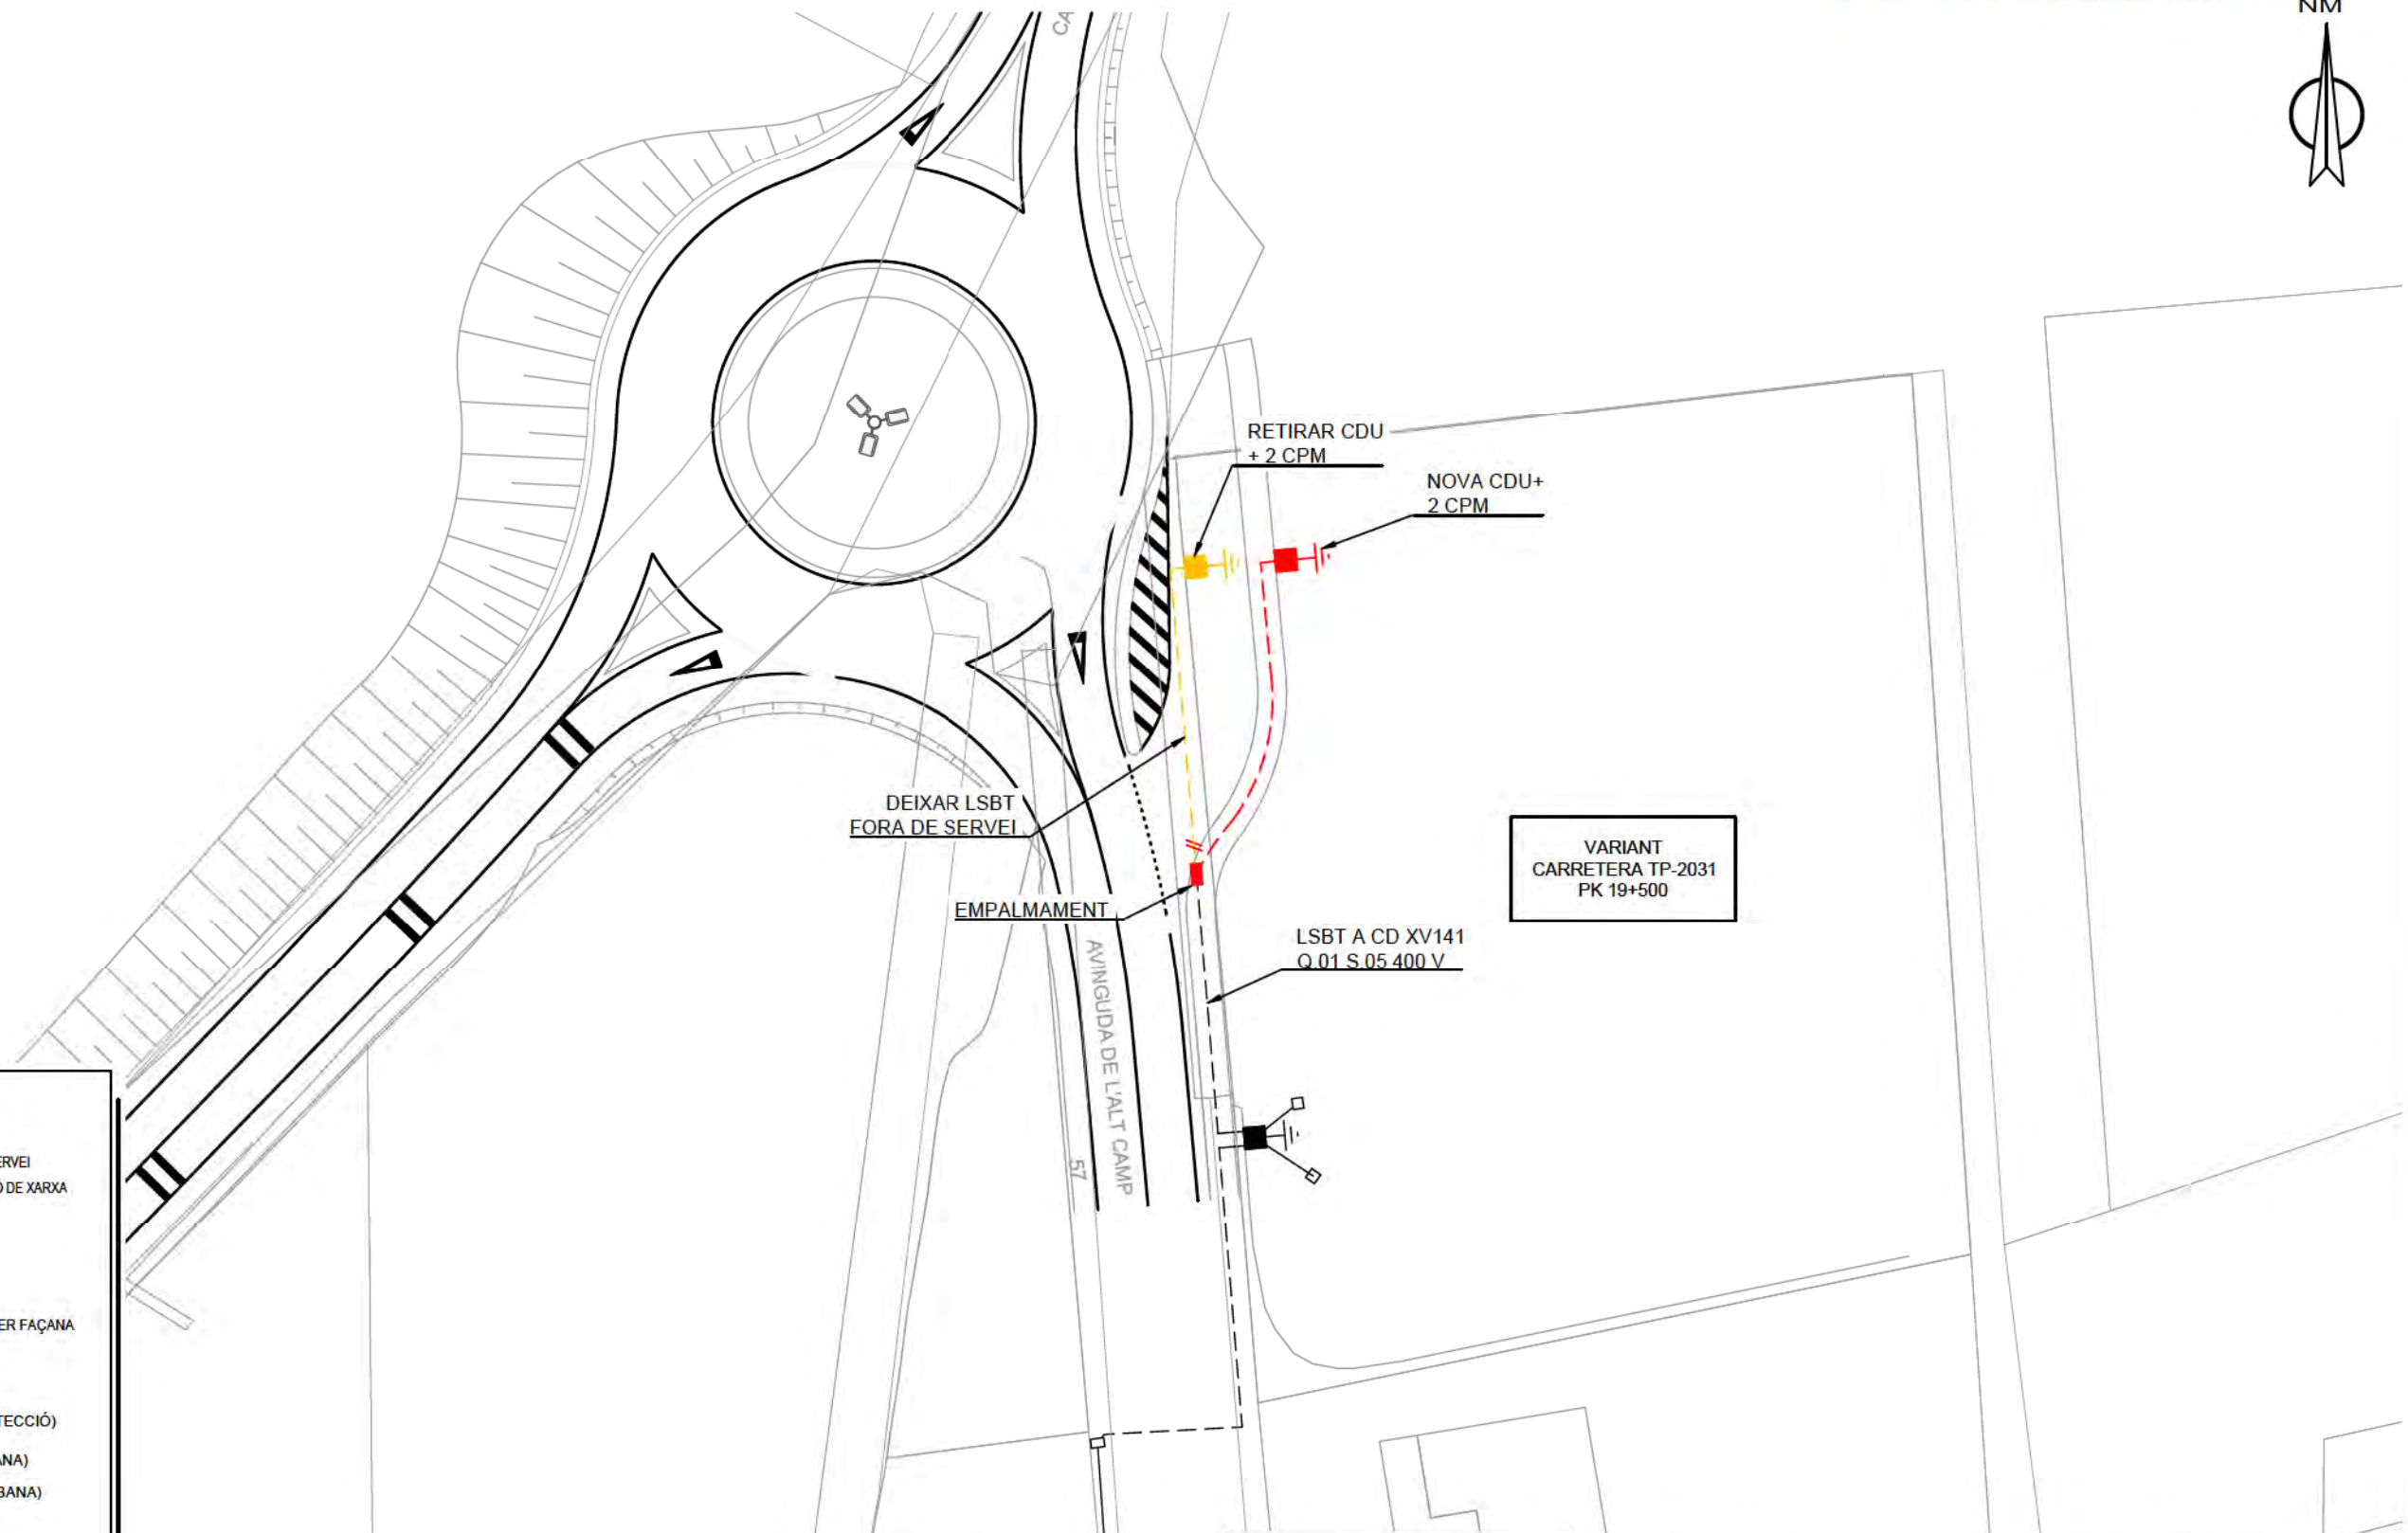 NM
CA
RETIRAR CDU
+ 2 CPM
NOVA CDU+
2 CPM
DEIXAR LSBT
FORA DE SERVEI
VARIANT
CARRETERA TP-2031
PK 19+500
EMPALMAMENT
LSBT A CD XV141
Q.01 S.05 400 V
AVINGUDA DE L'ALT CAMP
57
ERVEI
Ó DE XARXA
ER FAÇANA
TECCIÓ)
ANA)
BANA)